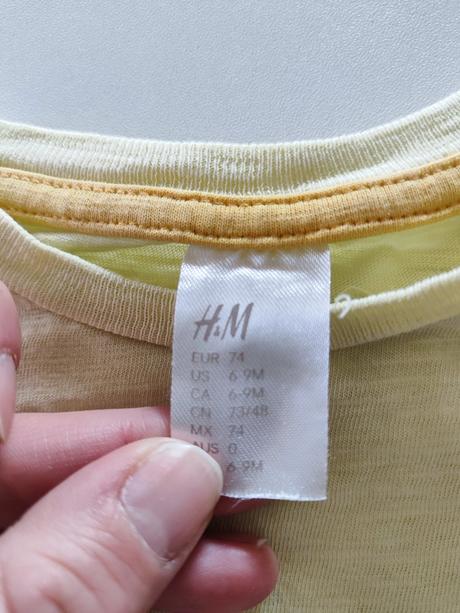 H&M
EUR 74
US 6-9M
CA 6-9M
CN 73/48
MX 74
AUS 0
6-9M